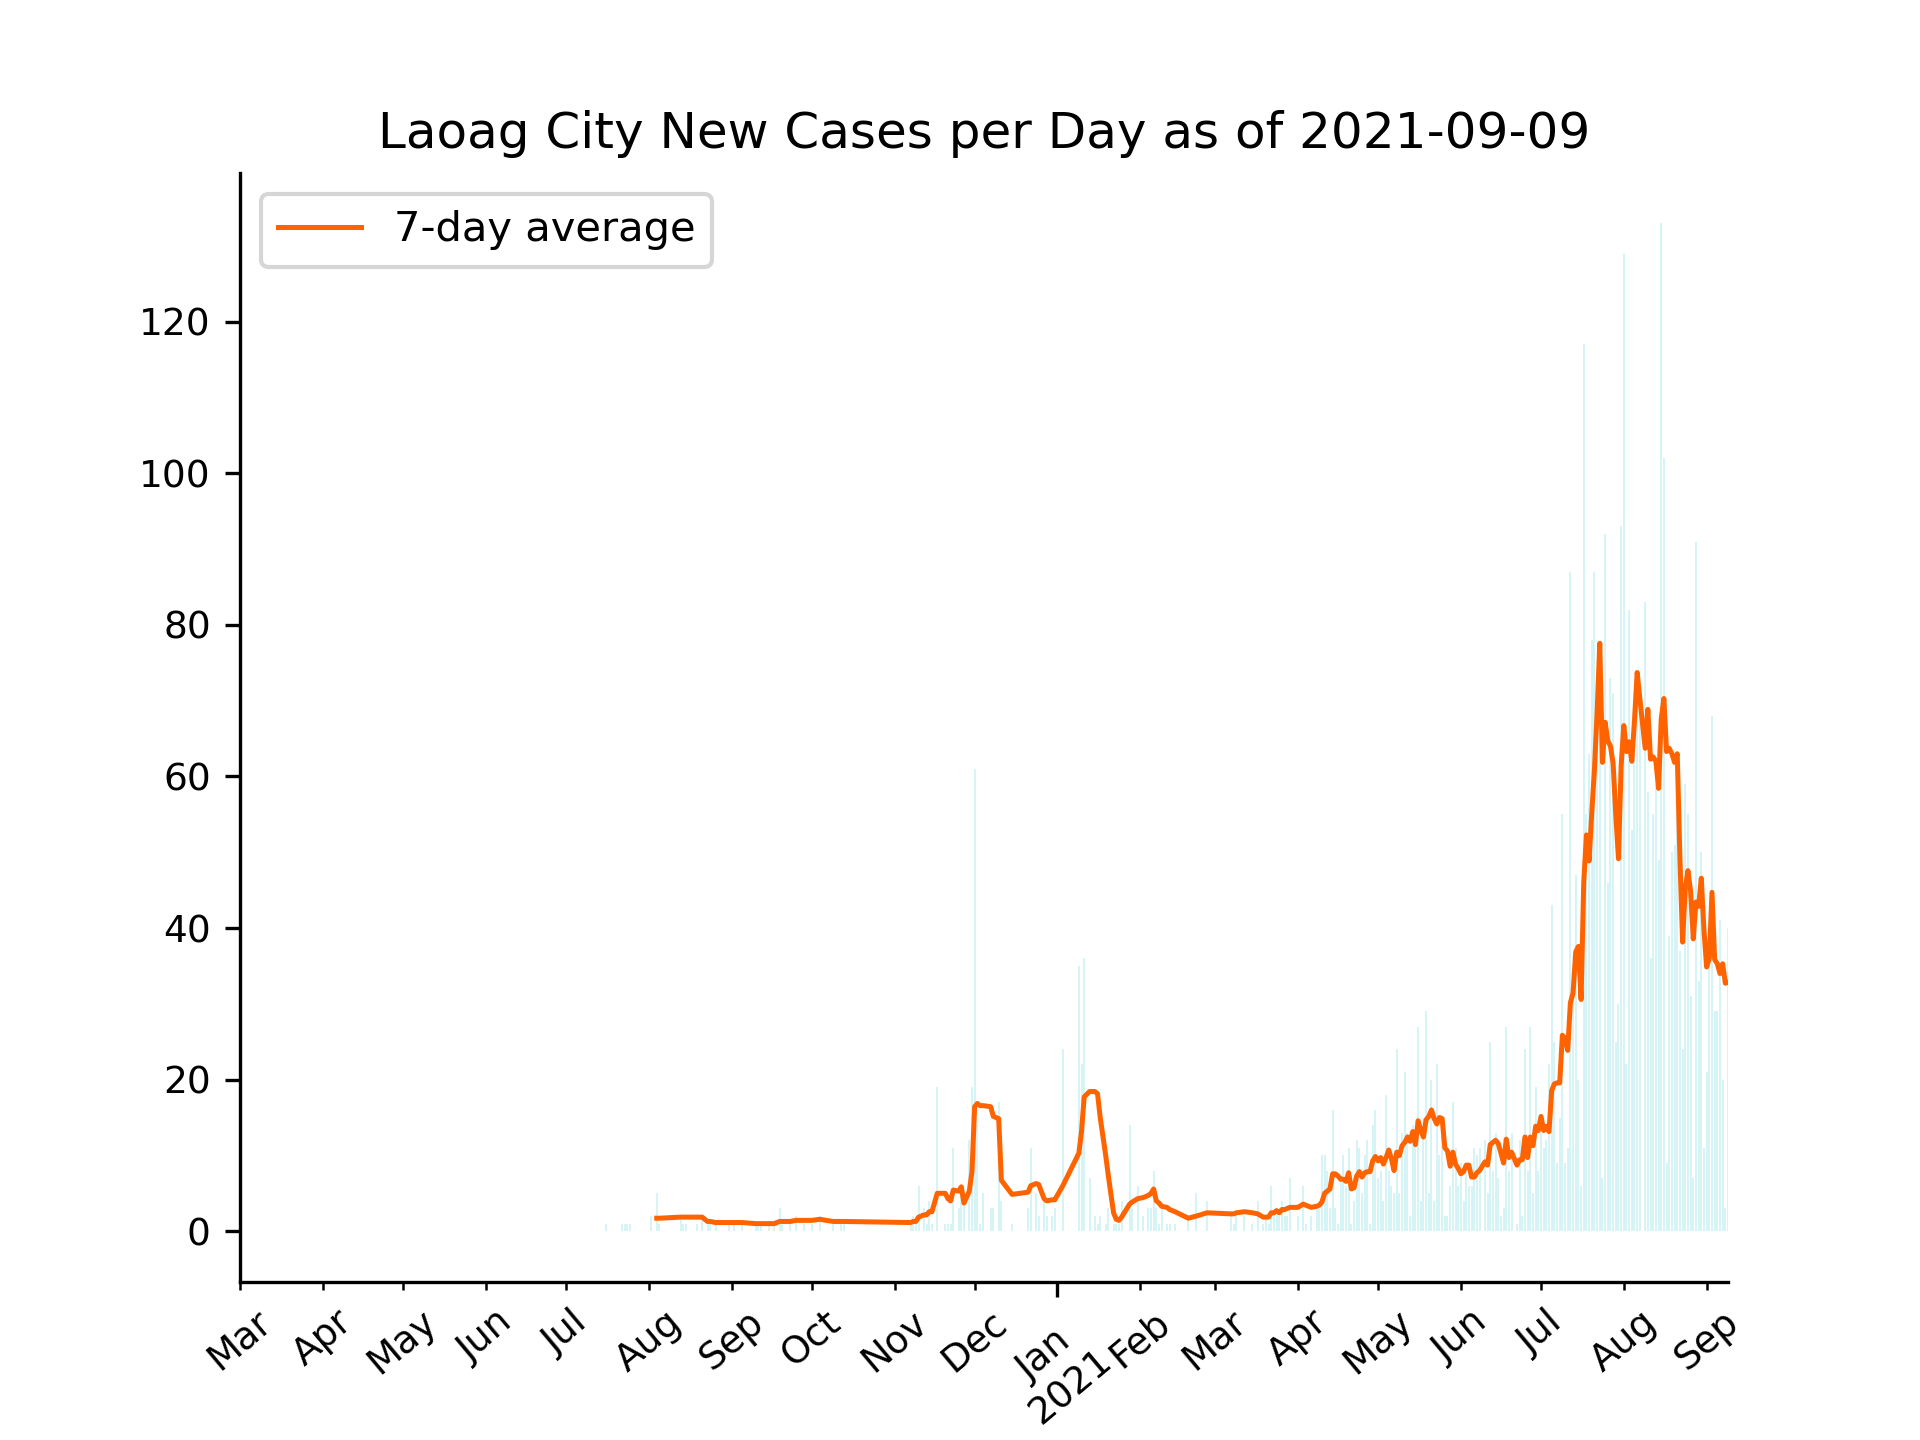 Laoag City New Cases per Day as of 2021-09-09
7-day average
120
100
80
60
40
20
0
Mar Apr May Jun Jul Aug Sep Oct Nov Dec Jan Feb Mar Apr May Jun Jul Aug Sep
2021